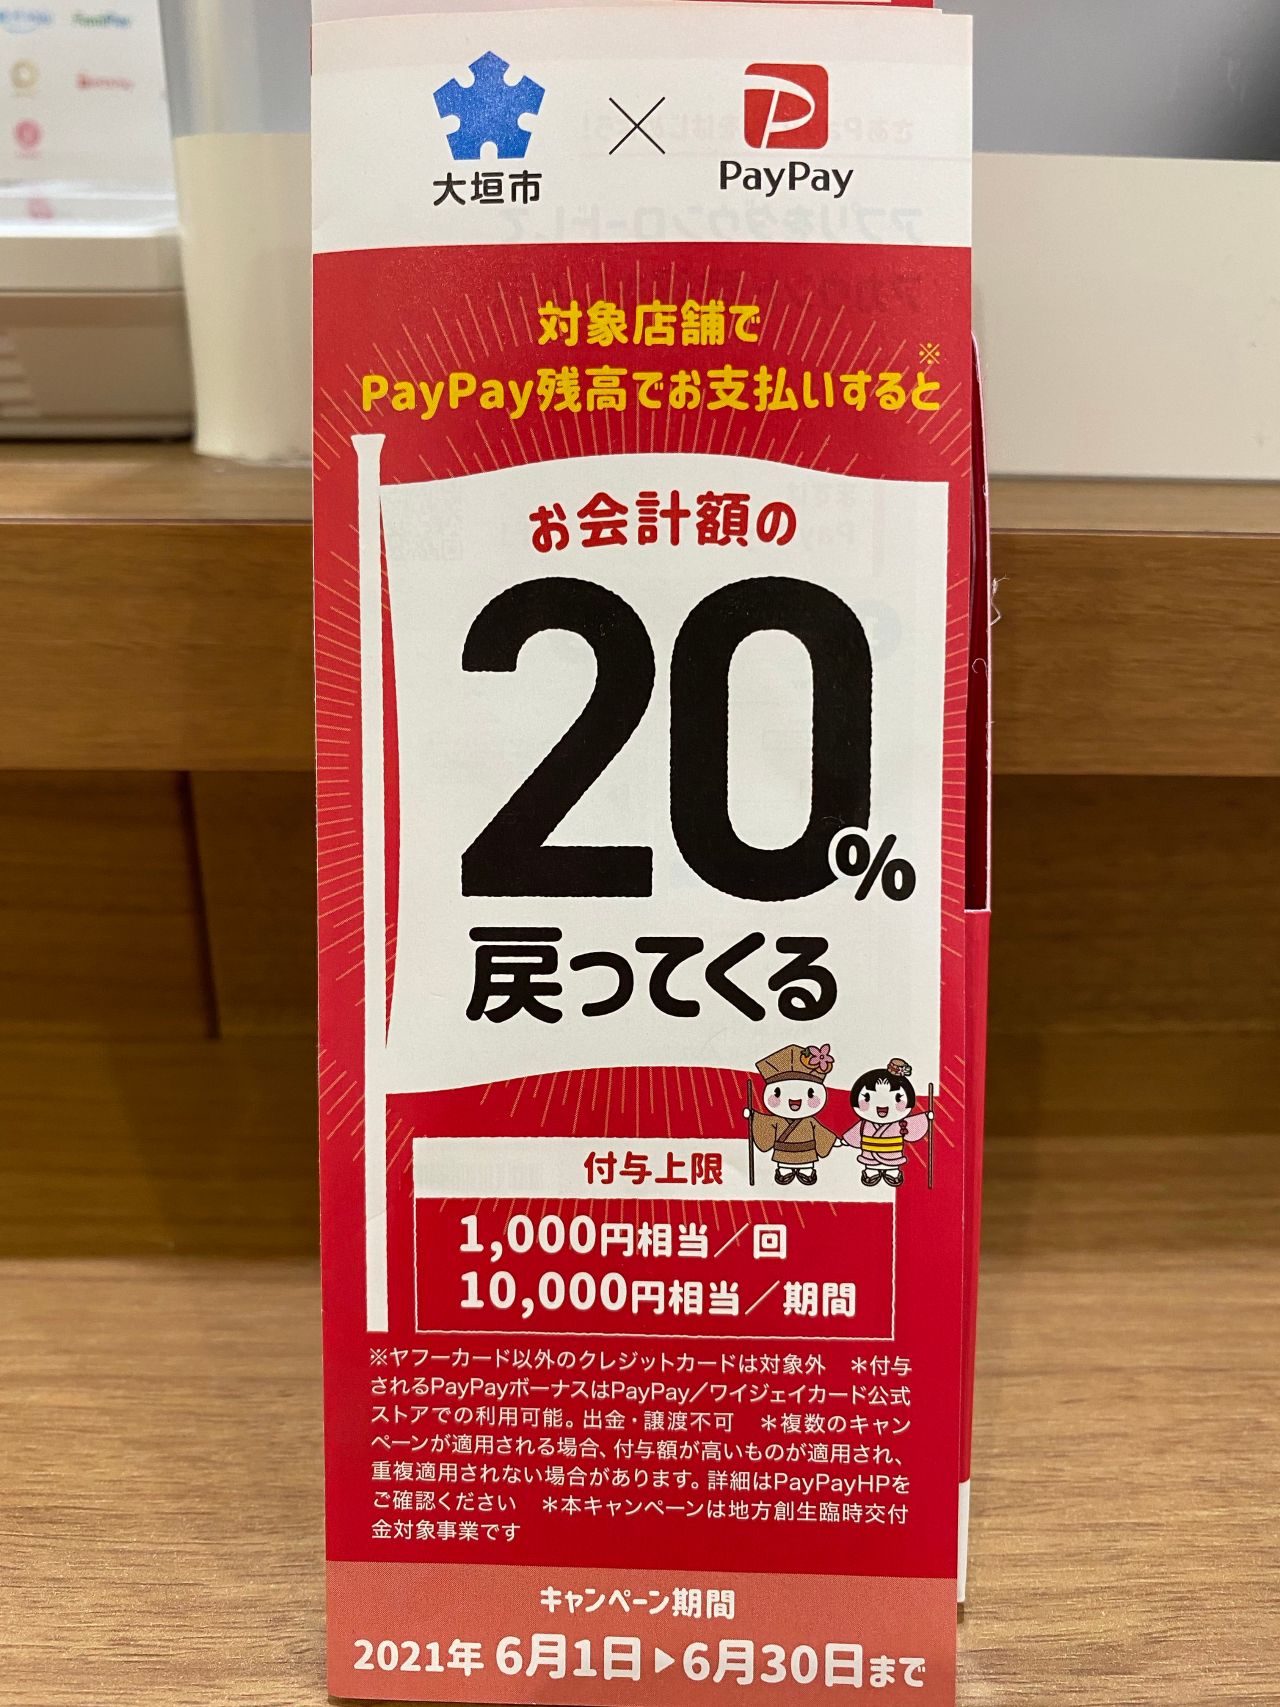 大垣市
PayPay
対象店舗で
PayPay残高でお支払いすると※
お会計額の
20%
戻ってくる
付与上限
1,000円相当／回
10,000円相当／期間
※ヤフーカード以外のクレジットカードは対象外　＊付与
されるPayPayボーナスはPayPay／ワイジェイカード公式
ストアでの利用可能。出金・譲渡不可　＊複数のキャン
ペーンが適用される場合、付与額が高いものが適用され、
重複適用されない場合があります。詳細はPayPayHPを
ご確認ください　＊本キャンペーンは地方創生臨時交付
金対象事業です
キャンペーン期間
2021年 6月1日▶6月30日まで